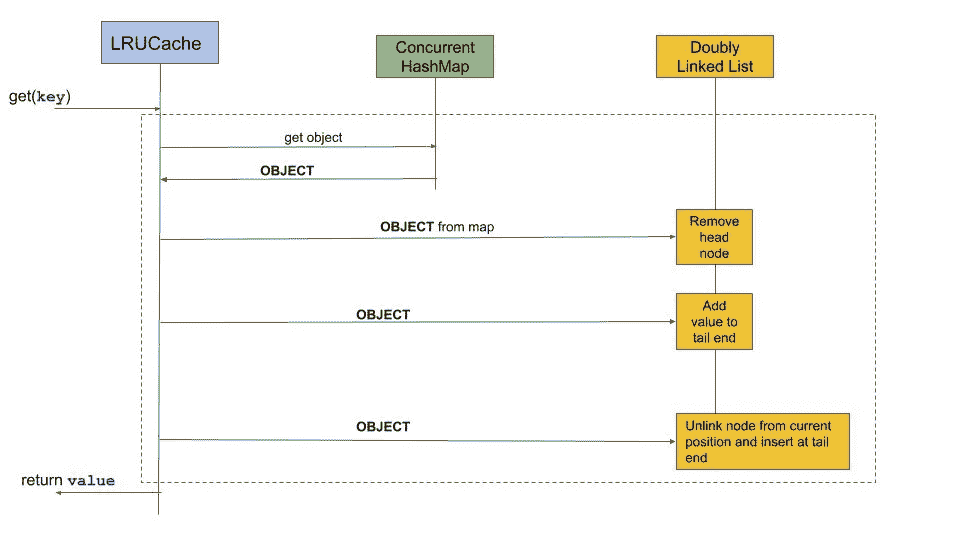 LRUCache
Concurrent
HashMap
Doubly
Linked List
get(key)
get object
OBJECT
OBJECT from map
Remove
head
node
OBJECT
Add
value to
tail end
OBJECT
Unlink node from current
position and insert at tail
end
return value